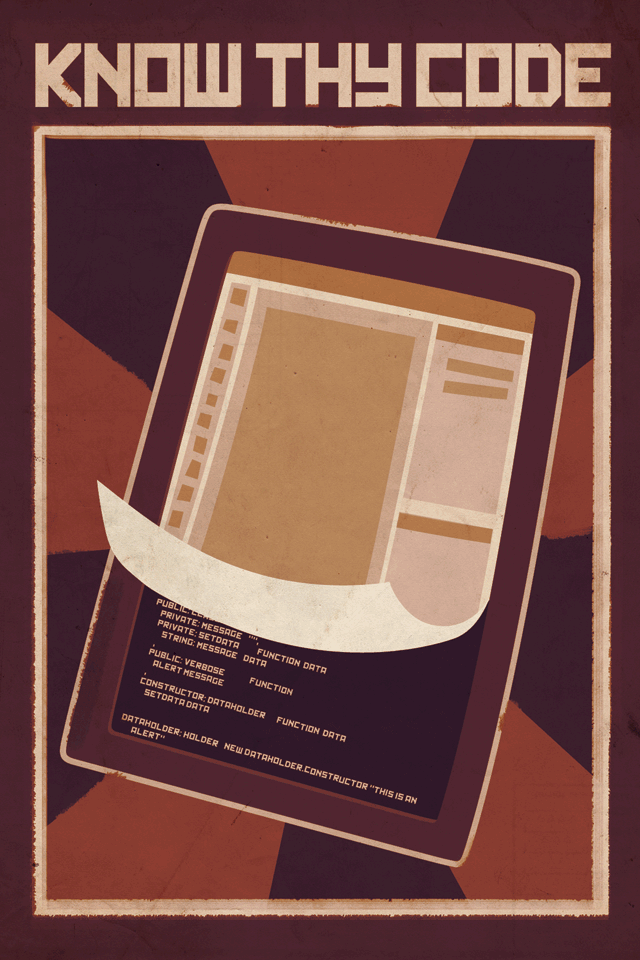 KNOW THY CODE
PUBLIC:
PRIVATE: MESSAGE "",
PRIVATE: SETDATA FUNCTION DATA
STRING: MESSAGE DATA
PUBLIC: VERBOSE FUNCTION
ALERT MESSAGE
,
CONSTRUCTOR: DATAHOLDER FUNCTION DATA
SETDATA DATA
DATAHOLDER: HOLDER NEW DATAHOLDER.CONSTRUCTOR "THIS IS AN
ALERT"